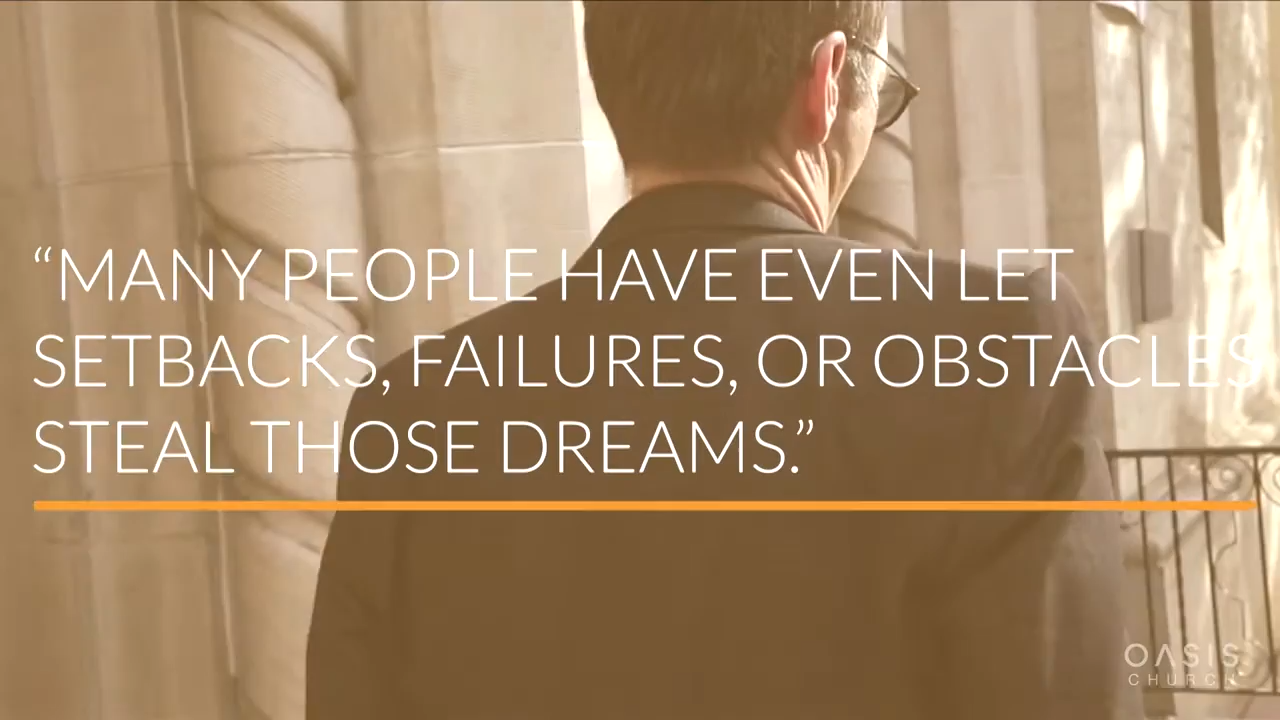 “MANY PEOPLE HAVE EVEN LET
SETBACKS, FAILURES, OR OBSTACLES
STEAL THOSE DREAMS.”
OASIS
CHURCH